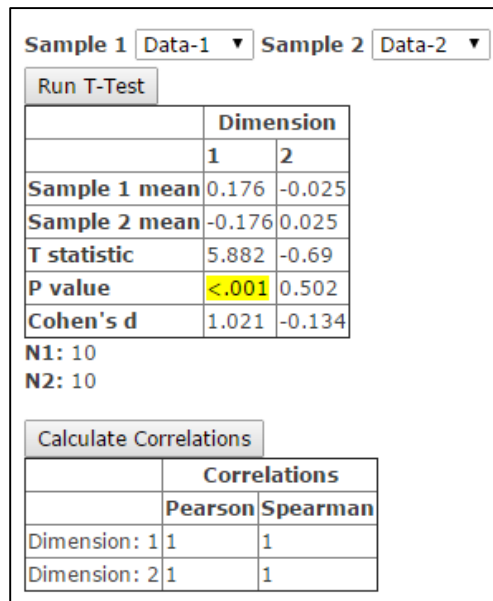 Sample 1 Data-1 ▼ Sample 2 Data-2 ▼
Run T-Test
Dimension
1 2
Sample 1 mean 0.176 -0.025
Sample 2 mean -0.176 0.025
T statistic 5.882 -0.69
P value <.001 0.502
Cohen's d 1.021 -0.134
N1: 10
N2: 10
Calculate Correlations
Correlations
Pearson Spearman
Dimension: 1 1 1
Dimension: 2 1 1